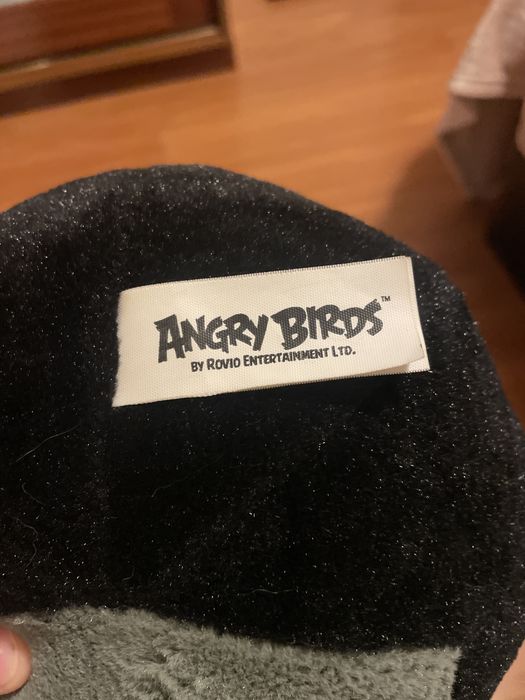 ANGRY BIRDS™
BY ROVIO ENTERTAINMENT LTD.